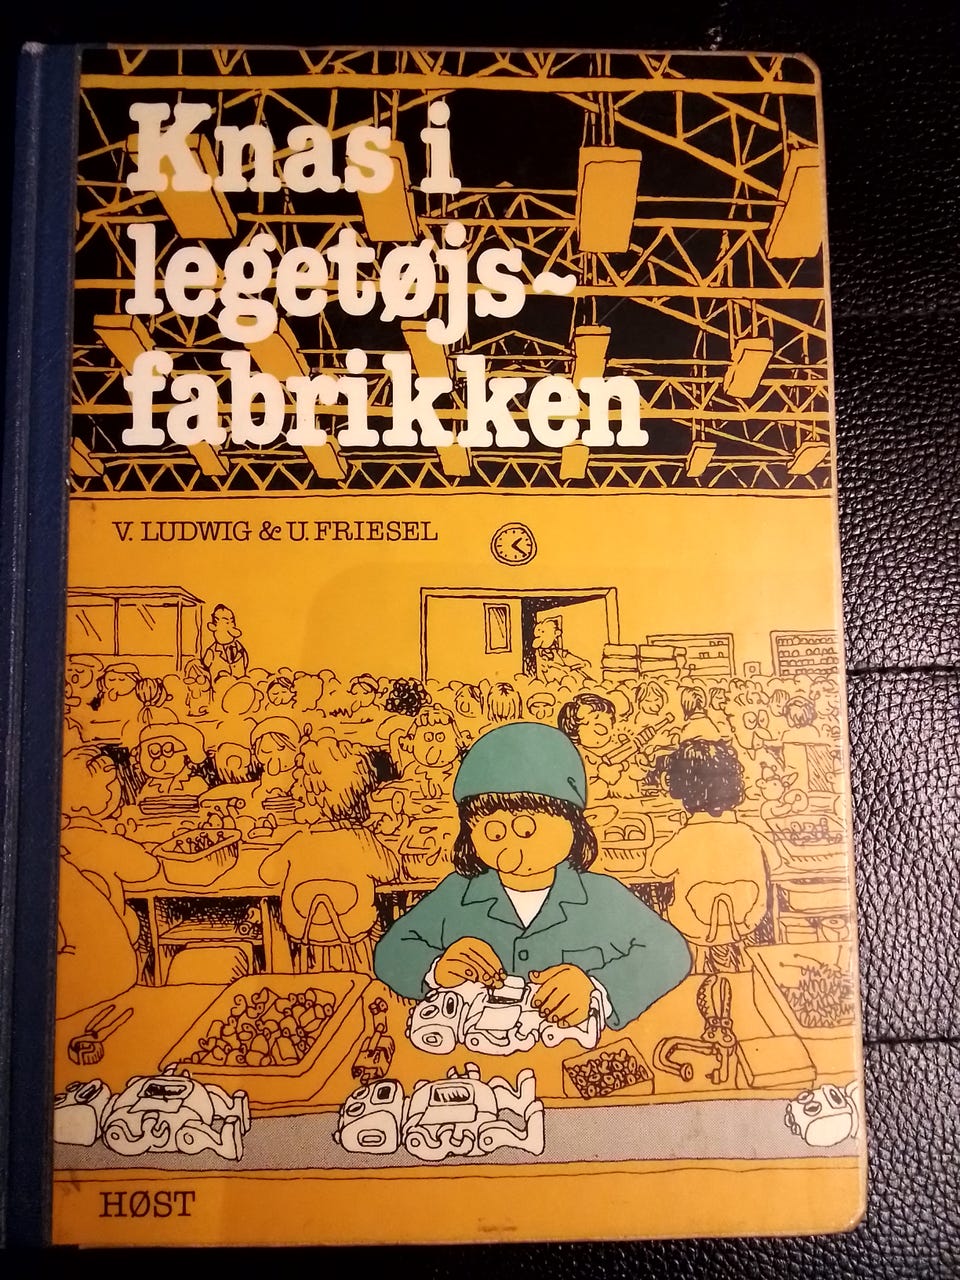 Knas i
legetøjs-
fabrikken
V. LUDWIG & U. FRIESEL
HØST